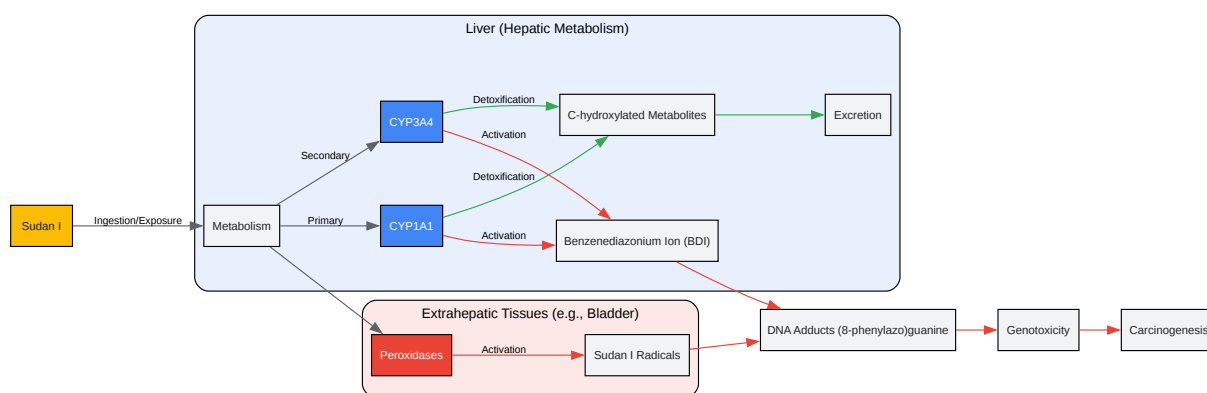 Liver (Hepatic Metabolism)
Detoxification
CYP3A4
C-hydroxylated Metabolites
Excretion
Activation
Secondary
Detoxification
Sudan I
Ingestion/Exposure
Metabolism
Primary
CYP1A1
Activation
Benzenediazonium Ion (BDI)
Extrahepatic Tissues (e.g., Bladder)
Peroxidases
Activation
Sudan I Radicals
DNA Adducts (8-phenylazo)guanine
Genotoxicity
Carcinogenesis